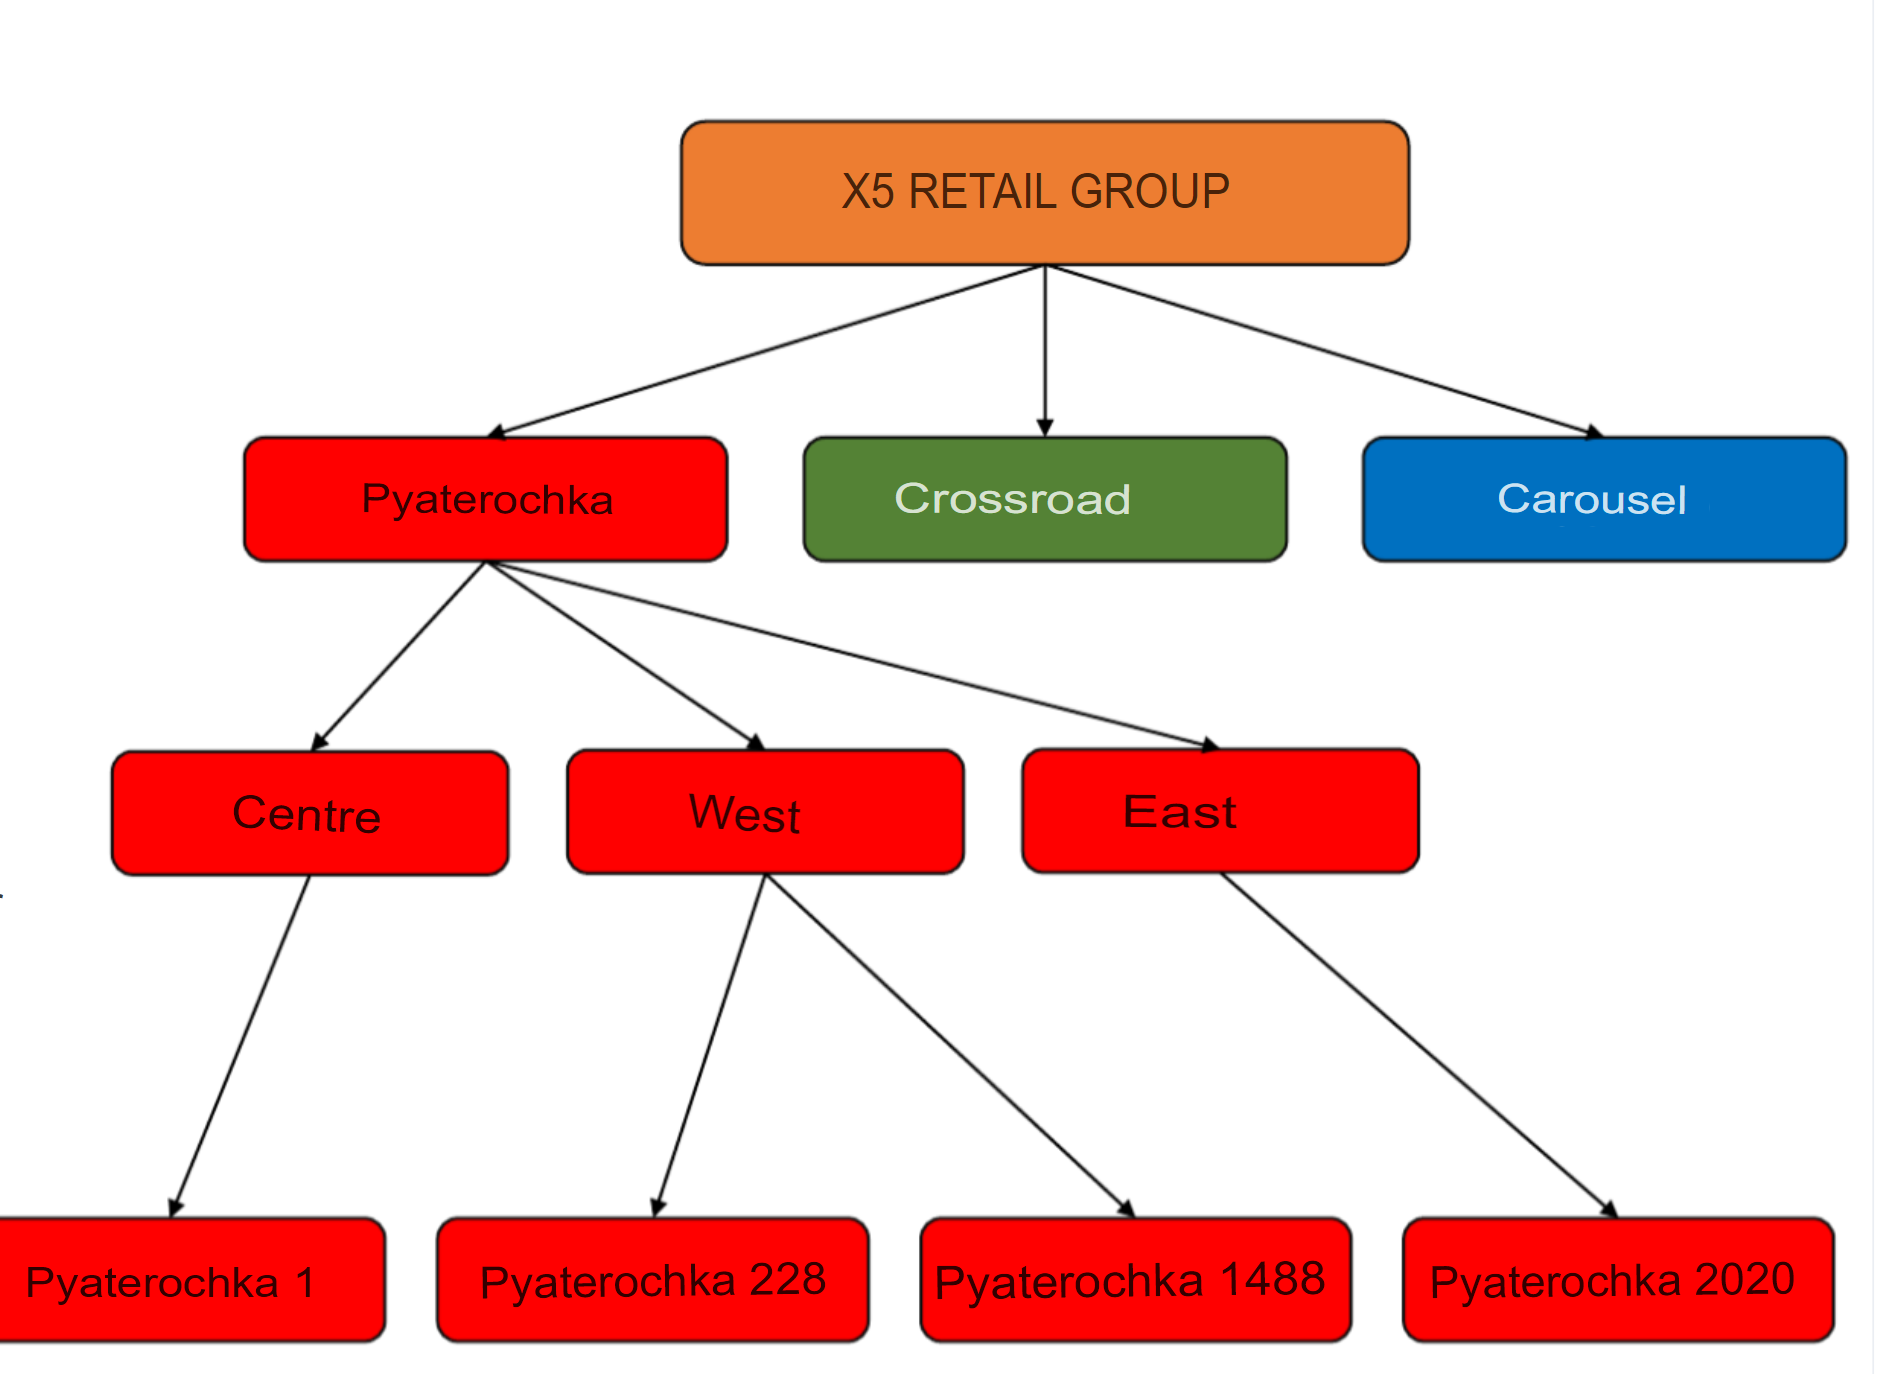 X5 RETAIL GROUP
Pyaterochka
Crossroad
Carousel
Centre
West
East
Pyaterochka 1
Pyaterochka 228
Pyaterochka 1488
Pyaterochka 2020